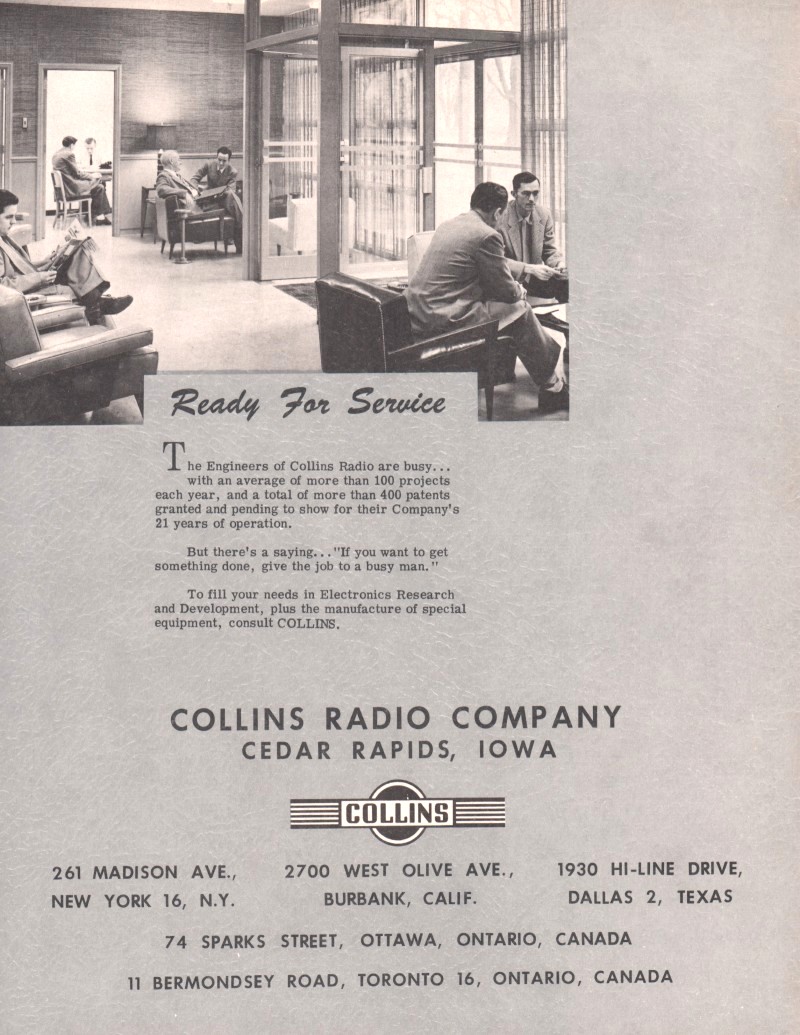 Ready For Service
The Engineers of Collins Radio are busy...
with an average of more than 100 projects
each year, and a total of more than 400 patents
granted and pending to show for their Company's
21 years of operation.
But there's a saying..."If you want to get
something done, give the job to a busy man."
To fill your needs in Electronics Research
and Development, plus the manufacture of special
equipment, consult COLLINS.
COLLINS RADIO COMPANY
CEDAR RAPIDS, IOWA
COLLINS
261 MADISON AVE.,
NEW YORK 16, N.Y.
2700 WEST OLIVE AVE.,
BURBANK, CALIF.
1930 HI-LINE DRIVE,
DALLAS 2, TEXAS
74 SPARKS STREET, OTTAWA, ONTARIO, CANADA
11 BERMONDSEY ROAD, TORONTO 16, ONTARIO, CANADA